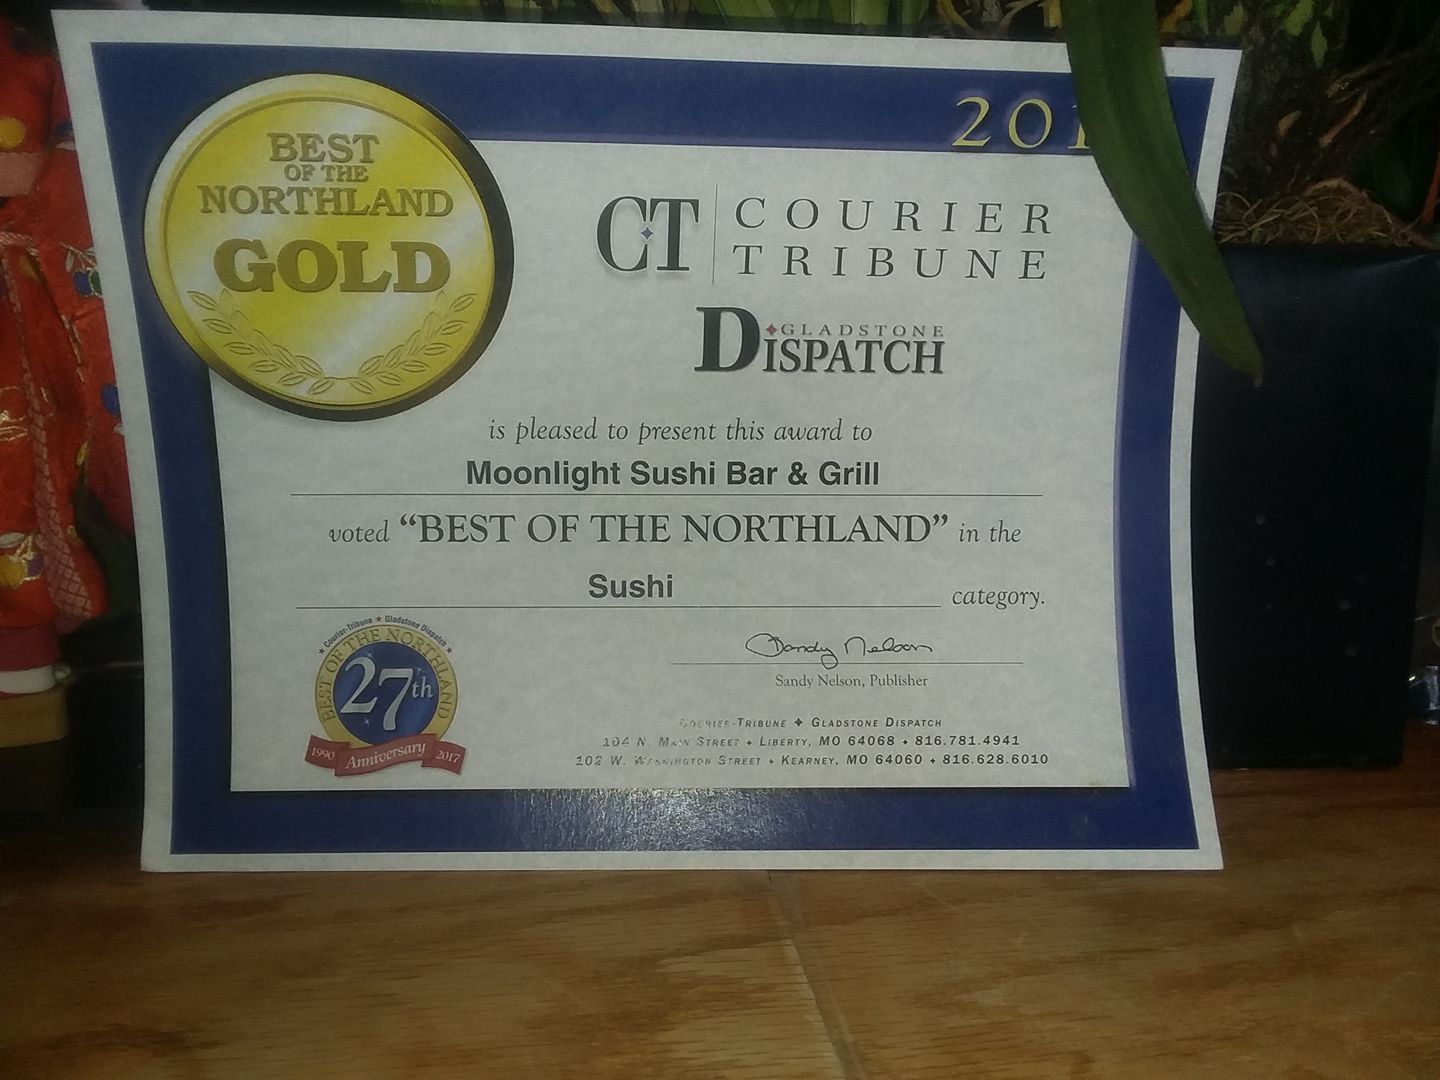 BEST
OF THE
NORTHLAND
GOLD
201
CT COURIER
TRIBUNE
GLADSTONE
DISPATCH
is pleased to present this award to
Moonlight Sushi Bar & Grill
voted “BEST OF THE NORTHLAND” in the
Sushi
category.
Courier-Tribune ★ Gladstone Dispatch
BEST OF THE NORTHLAND
27th
1990 Anniversary 2017
Sandy Nelson
Sandy Nelson, Publisher
COURIER-TRIBUNE ✦ GLADSTONE DISPATCH
104 N. MAIN STREET ✦ LIBERTY, MO 64068 ✦ 816.781.4941
102 W. WASHINGTON STREET ✦ KEARNEY, MO 64060 ✦ 816.628.6010